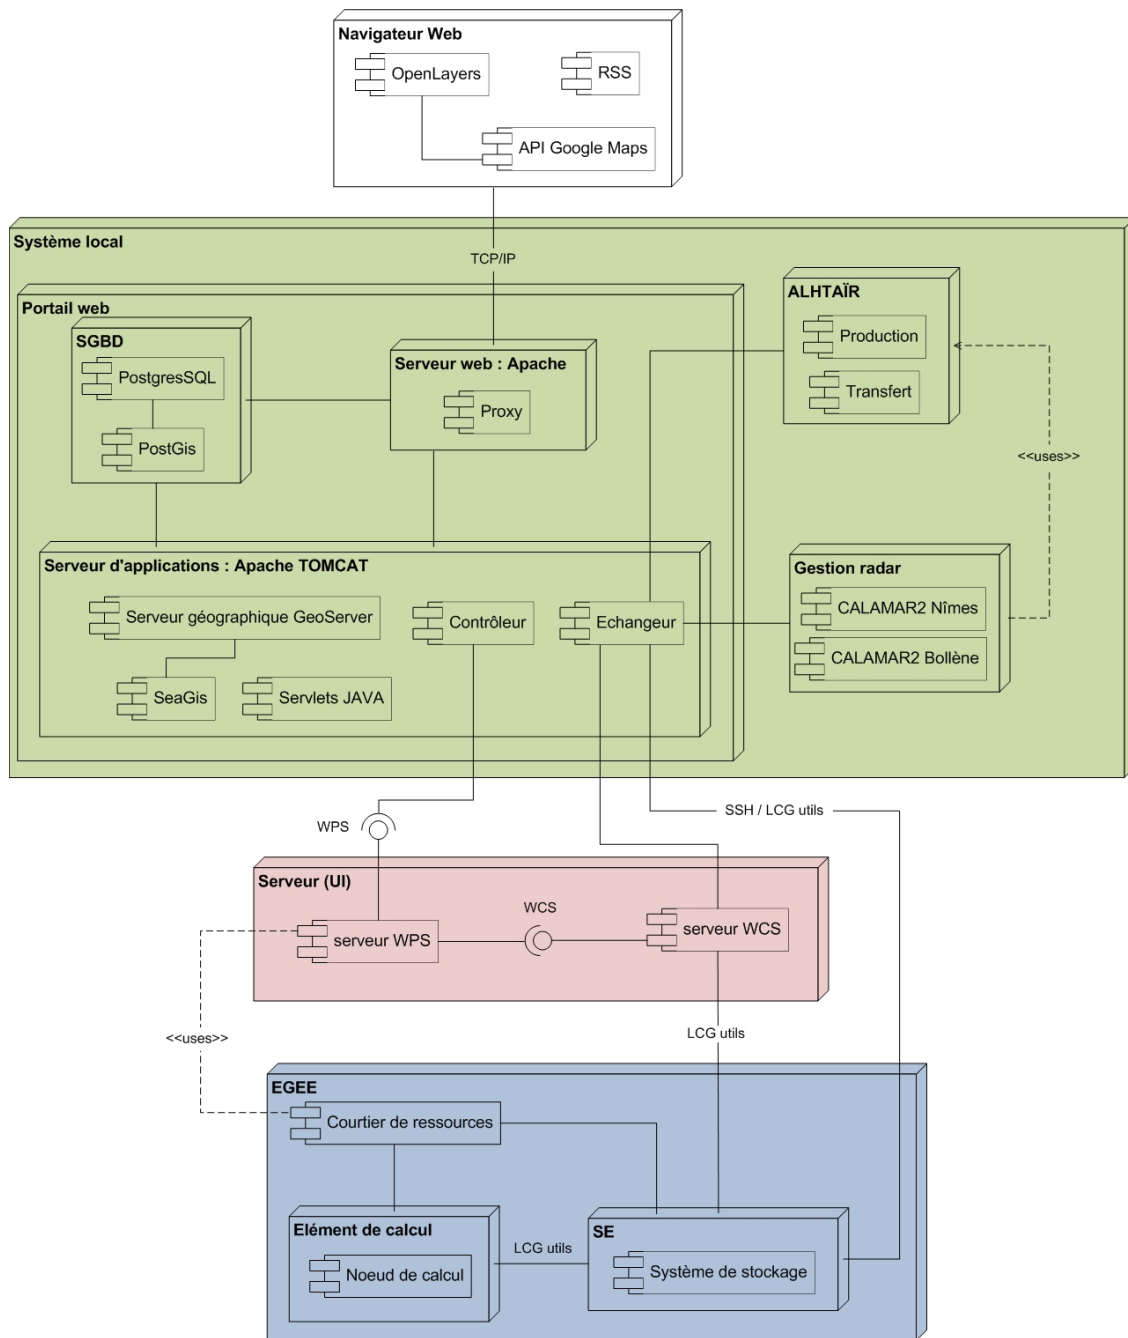 Navigateur Web
OpenLayers
RSS
API Google Maps
Système local
TCP/IP
ALHTAÏR
Portail web
Production
SGBD
Serveur web : Apache
PostgresSQL
Transfert
Proxy
PostGis
<<uses>>
Serveur d'applications : Apache TOMCAT
Gestion radar
Serveur géographique GeoServer
Contrôleur
Echangeur
CALAMAR2 Nîmes
CALAMAR2 Bollène
SeaGis
Servlets JAVA
SSH / LCG utils
WPS
Serveur (UI)
WCS
serveur WPS
serveur WCS
<<uses>>
LCG utils
EGEE
Courtier de ressources
Elément de calcul
SE
LCG utils
Noeud de calcul
Système de stockage